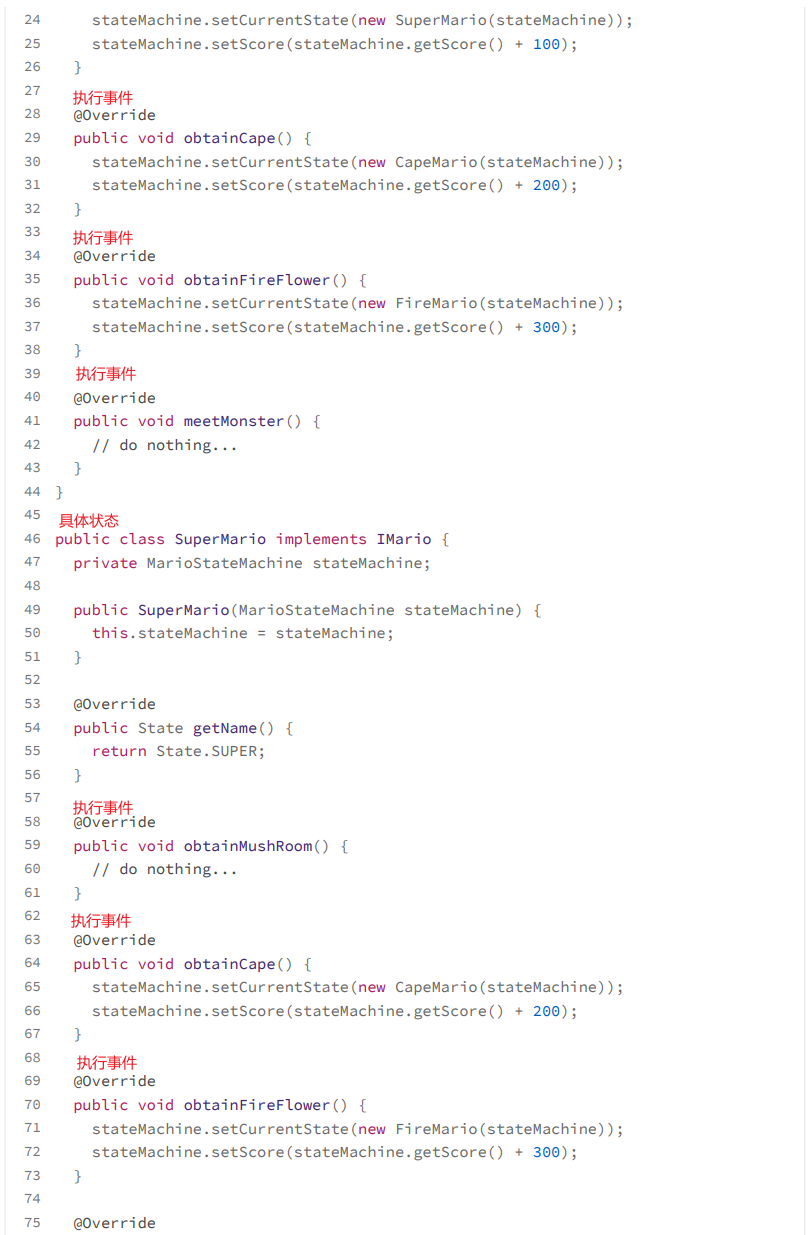 24 stateMachine.setCurrentState(new SuperMario(stateMachine));
25 stateMachine.setScore(stateMachine.getScore() + 100);
26 }
27
执行事件
28 @Override
29 public void obtainCape() {
30 stateMachine.setCurrentState(new CapeMario(stateMachine));
31 stateMachine.setScore(stateMachine.getScore() + 200);
32 }
33
执行事件
34 @Override
35 public void obtainFireFlower() {
36 stateMachine.setCurrentState(new FireMario(stateMachine));
37 stateMachine.setScore(stateMachine.getScore() + 300);
38 }
39 执行事件
40 @Override
41 public void meetMonster() {
42 // do nothing...
43 }
44 }
45
具体状态
46 public class SuperMario implements IMario {
47 private MarioStateMachine stateMachine;
48
49 public SuperMario(MarioStateMachine stateMachine) {
50 this.stateMachine = stateMachine;
51 }
52
53 @Override
54 public State getName() {
55 return State.SUPER;
56 }
57
执行事件
58 @Override
59 public void obtainMushRoom() {
60 // do nothing...
61 }
62 执行事件
63 @Override
64 public void obtainCape() {
65 stateMachine.setCurrentState(new CapeMario(stateMachine));
66 stateMachine.setScore(stateMachine.getScore() + 200);
67 }
68 执行事件
69 @Override
70 public void obtainFireFlower() {
71 stateMachine.setCurrentState(new FireMario(stateMachine));
72 stateMachine.setScore(stateMachine.getScore() + 300);
73 }
74
75 @Override